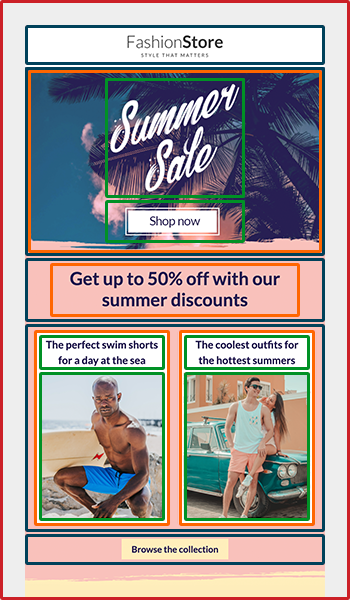 FashionStore
STYLE THAT MATTERS
Summer
Sale
Shop now
Get up to 50% off with our
summer discounts
The perfect swim shorts
for a day at the sea
The coolest outfits for
the hottest summers
Browse the collection